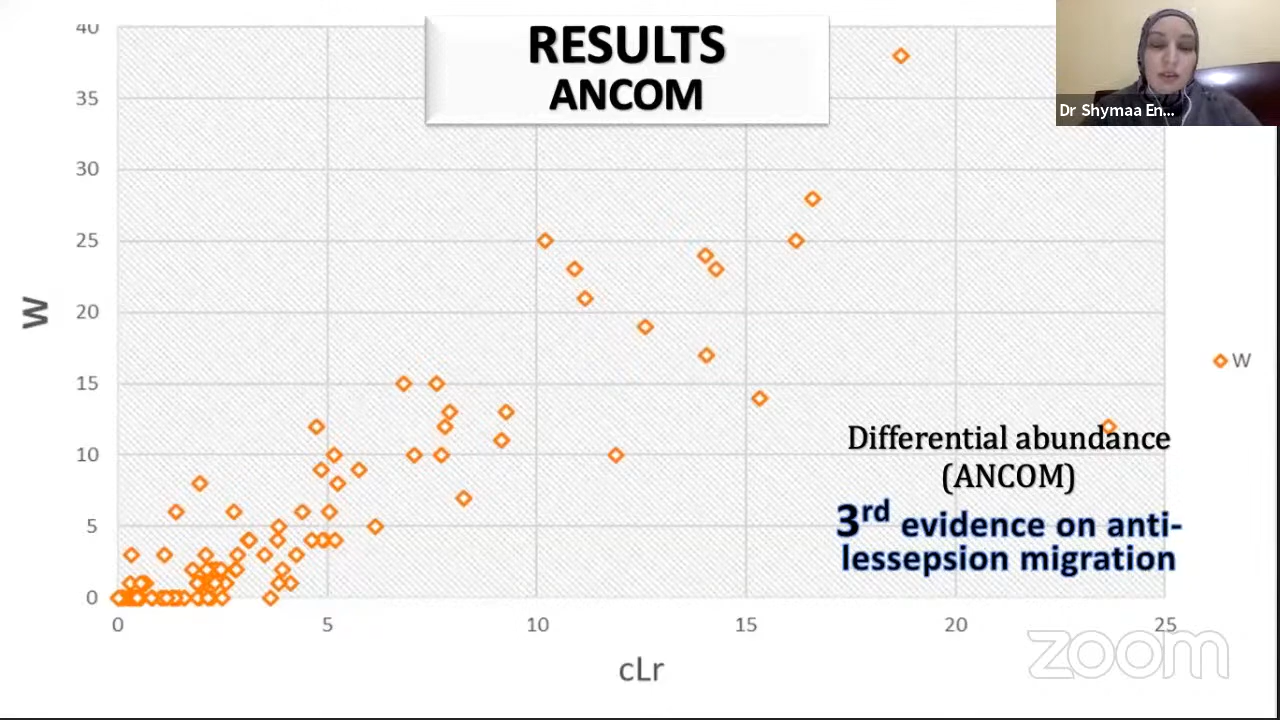 RESULTS
ANCOM
Dr Shymaa En...
40
35
30
25
20
15
10
5
0
W
0 5 10 15 20 25
cLr
W
Differential abundance
(ANCOM)
3rd evidence on anti-
lessepsion migration
zoom